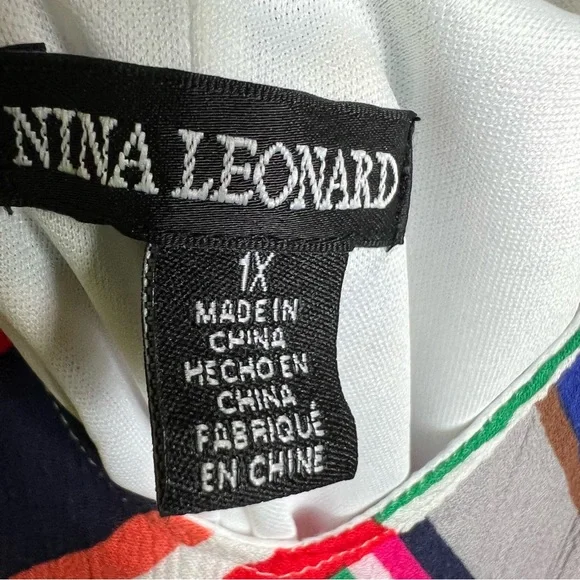 NINA LEONARD
1X
MADE IN
CHINA
HECHO EN
CHINA
FABRIQUÉ
EN CHINE